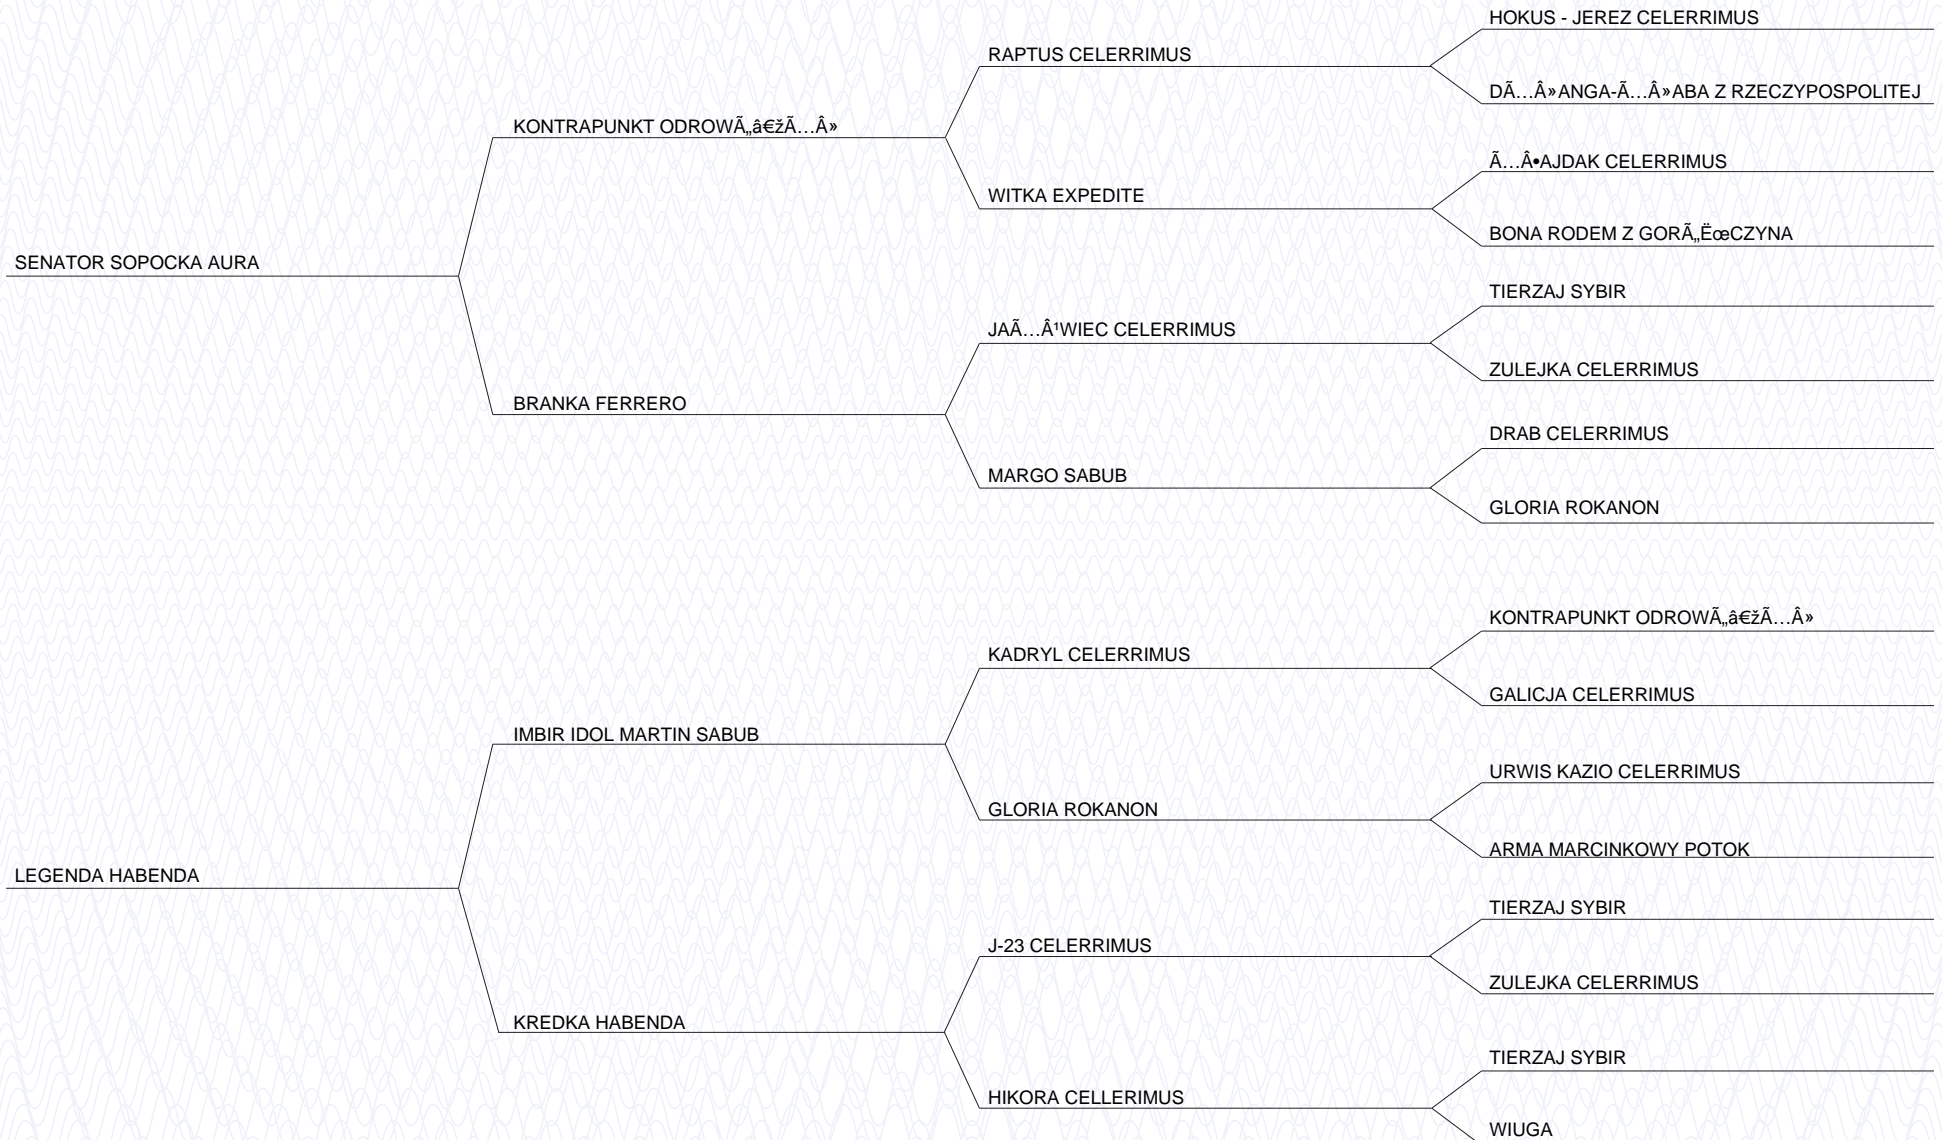 HOKUS - JEREZ CELERRIMUS
RAPTUS CELERRIMUS
DÃ…Â»ANGA-Ã…Â»ABA Z RZECZYPOSPOLITEJ
KONTRAPUNKT ODROWÃ„â€žÃ…Â»
Ã…Â•AJDAK CELERRIMUS
WITKA EXPEDITE
BONA RODEM Z GORÃ„ËœCZYNA
SENATOR SOPOCKA AURA
TIERZAJ SYBIR
JAÃ…Â¹WIEC CELERRIMUS
ZULEJKA CELERRIMUS
BRANKA FERRERO
DRAB CELERRIMUS
MARGO SABUB
GLORIA ROKANON
KONTRAPUNKT ODROWÃ„â€žÃ…Â»
KADRYL CELERRIMUS
GALICJA CELERRIMUS
IMBIR IDOL MARTIN SABUB
URWIS KAZIO CELERRIMUS
GLORIA ROKANON
ARMA MARCINKOWY POTOK
LEGENDA HABENDA
TIERZAJ SYBIR
J-23 CELERRIMUS
ZULEJKA CELERRIMUS
KREDKA HABENDA
TIERZAJ SYBIR
HIKORA CELLERIMUS
WIUGA